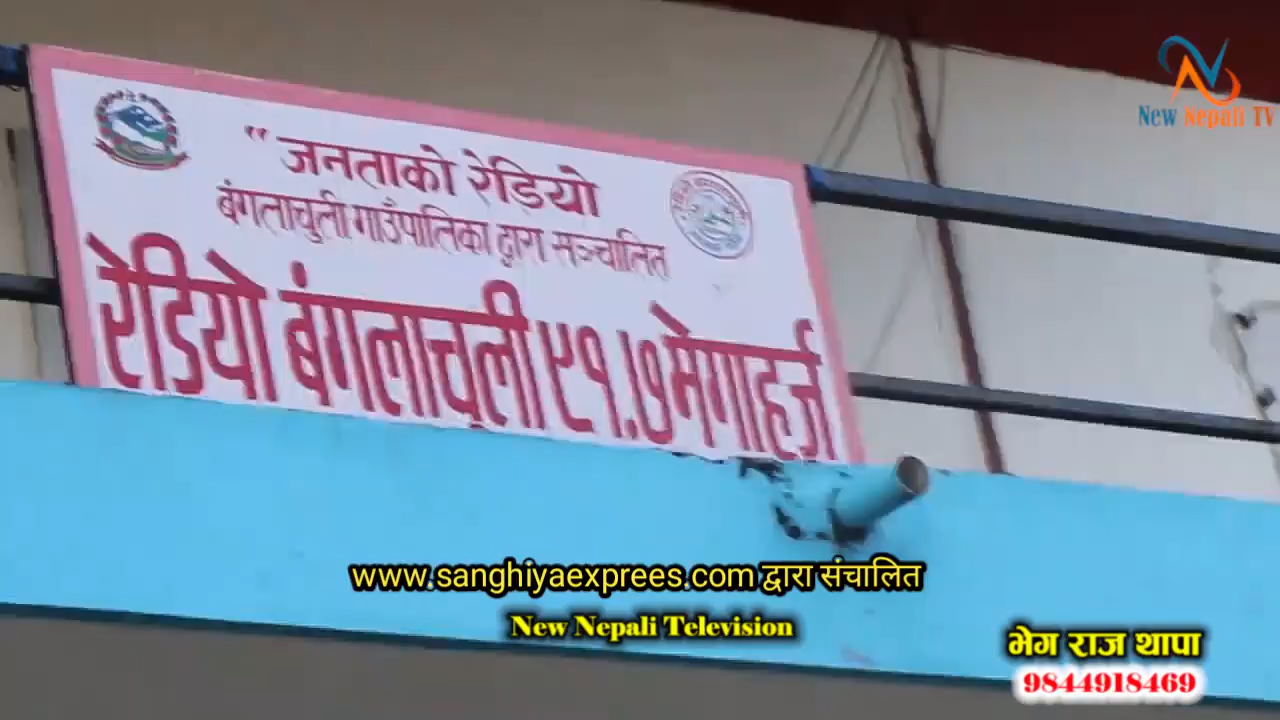 New Nepali TV
"जनताको रेडियो
बंगलाचुली गाउँपालिका द्वारा सञ्चालित
रेडियो बंगलाचुली ९१.७ मेगाहर्ज
www.sanghiyaexprees.com द्वारा संचालित
New Nepali Television
भेग राज थापा
9844918469